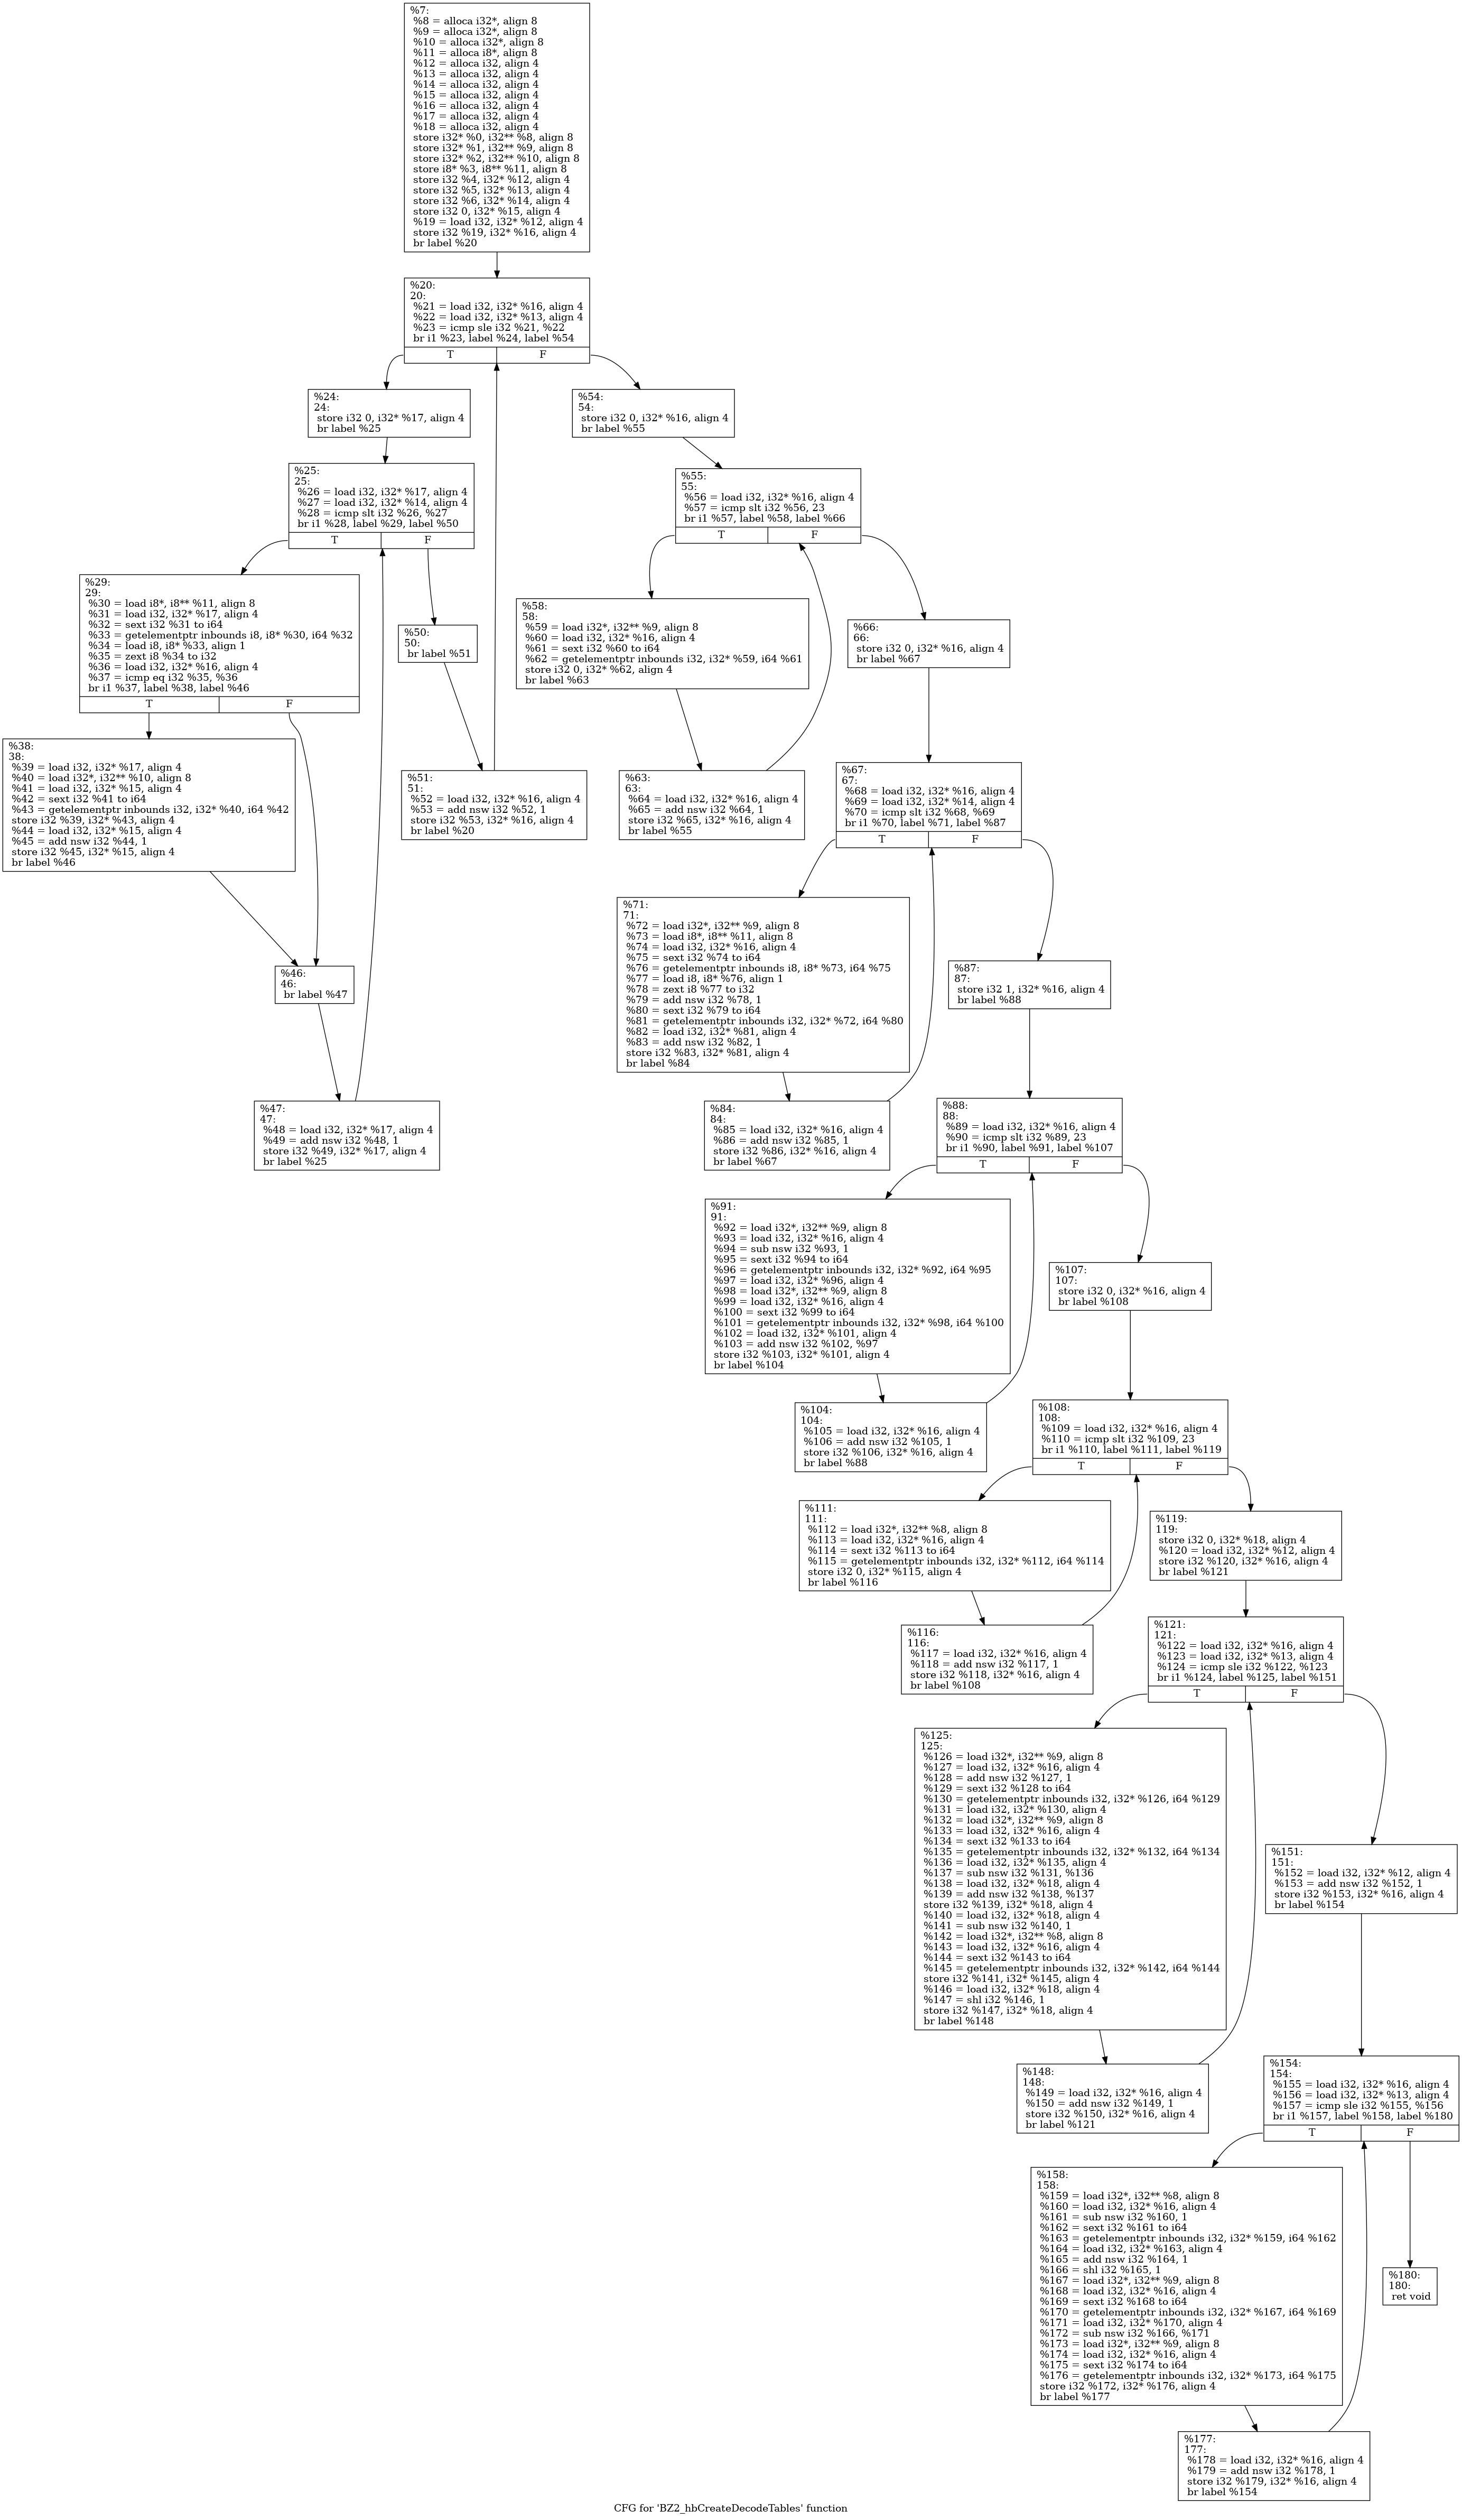 %7:
%8 = alloca i32*, align 8
%9 = alloca i32*, align 8
%10 = alloca i32*, align 8
%11 = alloca i8*, align 8
%12 = alloca i32, align 4
%13 = alloca i32, align 4
%14 = alloca i32, align 4
%15 = alloca i32, align 4
%16 = alloca i32, align 4
%17 = alloca i32, align 4
%18 = alloca i32, align 4
store i32* %0, i32** %8, align 8
store i32* %1, i32** %9, align 8
store i32* %2, i32** %10, align 8
store i8* %3, i8** %11, align 8
store i32 %4, i32* %12, align 4
store i32 %5, i32* %13, align 4
store i32 %6, i32* %14, align 4
store i32 0, i32* %15, align 4
%19 = load i32, i32* %12, align 4
store i32 %19, i32* %16, align 4
br label %20
%20:
20:
%21 = load i32, i32* %16, align 4
%22 = load i32, i32* %13, align 4
%23 = icmp sle i32 %21, %22
br i1 %23, label %24, label %54
T F
%24:
24:
store i32 0, i32* %17, align 4
br label %25
%54:
54:
store i32 0, i32* %16, align 4
br label %55
%25:
25:
%26 = load i32, i32* %17, align 4
%27 = load i32, i32* %14, align 4
%28 = icmp slt i32 %26, %27
br i1 %28, label %29, label %50
T F
%55:
55:
%56 = load i32, i32* %16, align 4
%57 = icmp slt i32 %56, 23
br i1 %57, label %58, label %66
T F
%29:
29:
%30 = load i8*, i8** %11, align 8
%31 = load i32, i32* %17, align 4
%32 = sext i32 %31 to i64
%33 = getelementptr inbounds i8, i8* %30, i64 %32
%34 = load i8, i8* %33, align 1
%35 = zext i8 %34 to i32
%36 = load i32, i32* %16, align 4
%37 = icmp eq i32 %35, %36
br i1 %37, label %38, label %46
T F
%50:
50:
br label %51
%58:
58:
%59 = load i32*, i32** %9, align 8
%60 = load i32, i32* %16, align 4
%61 = sext i32 %60 to i64
%62 = getelementptr inbounds i32, i32* %59, i64 %61
store i32 0, i32* %62, align 4
br label %63
%66:
66:
store i32 0, i32* %16, align 4
br label %67
%38:
38:
%39 = load i32, i32* %17, align 4
%40 = load i32*, i32** %10, align 8
%41 = load i32, i32* %15, align 4
%42 = sext i32 %41 to i64
%43 = getelementptr inbounds i32, i32* %40, i64 %42
store i32 %39, i32* %43, align 4
%44 = load i32, i32* %15, align 4
%45 = add nsw i32 %44, 1
store i32 %45, i32* %15, align 4
br label %46
%51:
51:
%52 = load i32, i32* %16, align 4
%53 = add nsw i32 %52, 1
store i32 %53, i32* %16, align 4
br label %20
%63:
63:
%64 = load i32, i32* %16, align 4
%65 = add nsw i32 %64, 1
store i32 %65, i32* %16, align 4
br label %55
%67:
67:
%68 = load i32, i32* %16, align 4
%69 = load i32, i32* %14, align 4
%70 = icmp slt i32 %68, %69
br i1 %70, label %71, label %87
T F
%46:
46:
br label %47
%71:
71:
%72 = load i32*, i32** %9, align 8
%73 = load i8*, i8** %11, align 8
%74 = load i32, i32* %16, align 4
%75 = sext i32 %74 to i64
%76 = getelementptr inbounds i8, i8* %73, i64 %75
%77 = load i8, i8* %76, align 1
%78 = zext i8 %77 to i32
%79 = add nsw i32 %78, 1
%80 = sext i32 %79 to i64
%81 = getelementptr inbounds i32, i32* %72, i64 %80
%82 = load i32, i32* %81, align 4
%83 = add nsw i32 %82, 1
store i32 %83, i32* %81, align 4
br label %84
%87:
87:
store i32 1, i32* %16, align 4
br label %88
%47:
47:
%48 = load i32, i32* %17, align 4
%49 = add nsw i32 %48, 1
store i32 %49, i32* %17, align 4
br label %25
%84:
84:
%85 = load i32, i32* %16, align 4
%86 = add nsw i32 %85, 1
store i32 %86, i32* %16, align 4
br label %67
%88:
88:
%89 = load i32, i32* %16, align 4
%90 = icmp slt i32 %89, 23
br i1 %90, label %91, label %107
T F
%91:
91:
%92 = load i32*, i32** %9, align 8
%93 = load i32, i32* %16, align 4
%94 = sub nsw i32 %93, 1
%95 = sext i32 %94 to i64
%96 = getelementptr inbounds i32, i32* %92, i64 %95
%97 = load i32, i32* %96, align 4
%98 = load i32*, i32** %9, align 8
%99 = load i32, i32* %16, align 4
%100 = sext i32 %99 to i64
%101 = getelementptr inbounds i32, i32* %98, i64 %100
%102 = load i32, i32* %101, align 4
%103 = add nsw i32 %102, %97
store i32 %103, i32* %101, align 4
br label %104
%107:
107:
store i32 0, i32* %16, align 4
br label %108
%104:
104:
%105 = load i32, i32* %16, align 4
%106 = add nsw i32 %105, 1
store i32 %106, i32* %16, align 4
br label %88
%108:
108:
%109 = load i32, i32* %16, align 4
%110 = icmp slt i32 %109, 23
br i1 %110, label %111, label %119
T F
%111:
111:
%112 = load i32*, i32** %8, align 8
%113 = load i32, i32* %16, align 4
%114 = sext i32 %113 to i64
%115 = getelementptr inbounds i32, i32* %112, i64 %114
store i32 0, i32* %115, align 4
br label %116
%119:
119:
store i32 0, i32* %18, align 4
%120 = load i32, i32* %12, align 4
store i32 %120, i32* %16, align 4
br label %121
%116:
116:
%117 = load i32, i32* %16, align 4
%118 = add nsw i32 %117, 1
store i32 %118, i32* %16, align 4
br label %108
%121:
121:
%122 = load i32, i32* %16, align 4
%123 = load i32, i32* %13, align 4
%124 = icmp sle i32 %122, %123
br i1 %124, label %125, label %151
T F
%125:
125:
%126 = load i32*, i32** %9, align 8
%127 = load i32, i32* %16, align 4
%128 = add nsw i32 %127, 1
%129 = sext i32 %128 to i64
%130 = getelementptr inbounds i32, i32* %126, i64 %129
%131 = load i32, i32* %130, align 4
%132 = load i32*, i32** %9, align 8
%133 = load i32, i32* %16, align 4
%134 = sext i32 %133 to i64
%135 = getelementptr inbounds i32, i32* %132, i64 %134
%136 = load i32, i32* %135, align 4
%137 = sub nsw i32 %131, %136
%138 = load i32, i32* %18, align 4
%139 = add nsw i32 %138, %137
store i32 %139, i32* %18, align 4
%140 = load i32, i32* %18, align 4
%141 = sub nsw i32 %140, 1
%142 = load i32*, i32** %8, align 8
%143 = load i32, i32* %16, align 4
%144 = sext i32 %143 to i64
%145 = getelementptr inbounds i32, i32* %142, i64 %144
store i32 %141, i32* %145, align 4
%146 = load i32, i32* %18, align 4
%147 = shl i32 %146, 1
store i32 %147, i32* %18, align 4
br label %148
%151:
151:
%152 = load i32, i32* %12, align 4
%153 = add nsw i32 %152, 1
store i32 %153, i32* %16, align 4
br label %154
%148:
148:
%149 = load i32, i32* %16, align 4
%150 = add nsw i32 %149, 1
store i32 %150, i32* %16, align 4
br label %121
%154:
154:
%155 = load i32, i32* %16, align 4
%156 = load i32, i32* %13, align 4
%157 = icmp sle i32 %155, %156
br i1 %157, label %158, label %180
T F
%158:
158:
%159 = load i32*, i32** %8, align 8
%160 = load i32, i32* %16, align 4
%161 = sub nsw i32 %160, 1
%162 = sext i32 %161 to i64
%163 = getelementptr inbounds i32, i32* %159, i64 %162
%164 = load i32, i32* %163, align 4
%165 = add nsw i32 %164, 1
%166 = shl i32 %165, 1
%167 = load i32*, i32** %9, align 8
%168 = load i32, i32* %16, align 4
%169 = sext i32 %168 to i64
%170 = getelementptr inbounds i32, i32* %167, i64 %169
%171 = load i32, i32* %170, align 4
%172 = sub nsw i32 %166, %171
%173 = load i32*, i32** %9, align 8
%174 = load i32, i32* %16, align 4
%175 = sext i32 %174 to i64
%176 = getelementptr inbounds i32, i32* %173, i64 %175
store i32 %172, i32* %176, align 4
br label %177
%180:
180:
ret void
%177:
177:
%178 = load i32, i32* %16, align 4
%179 = add nsw i32 %178, 1
store i32 %179, i32* %16, align 4
br label %154
CFG for 'BZ2_hbCreateDecodeTables' function